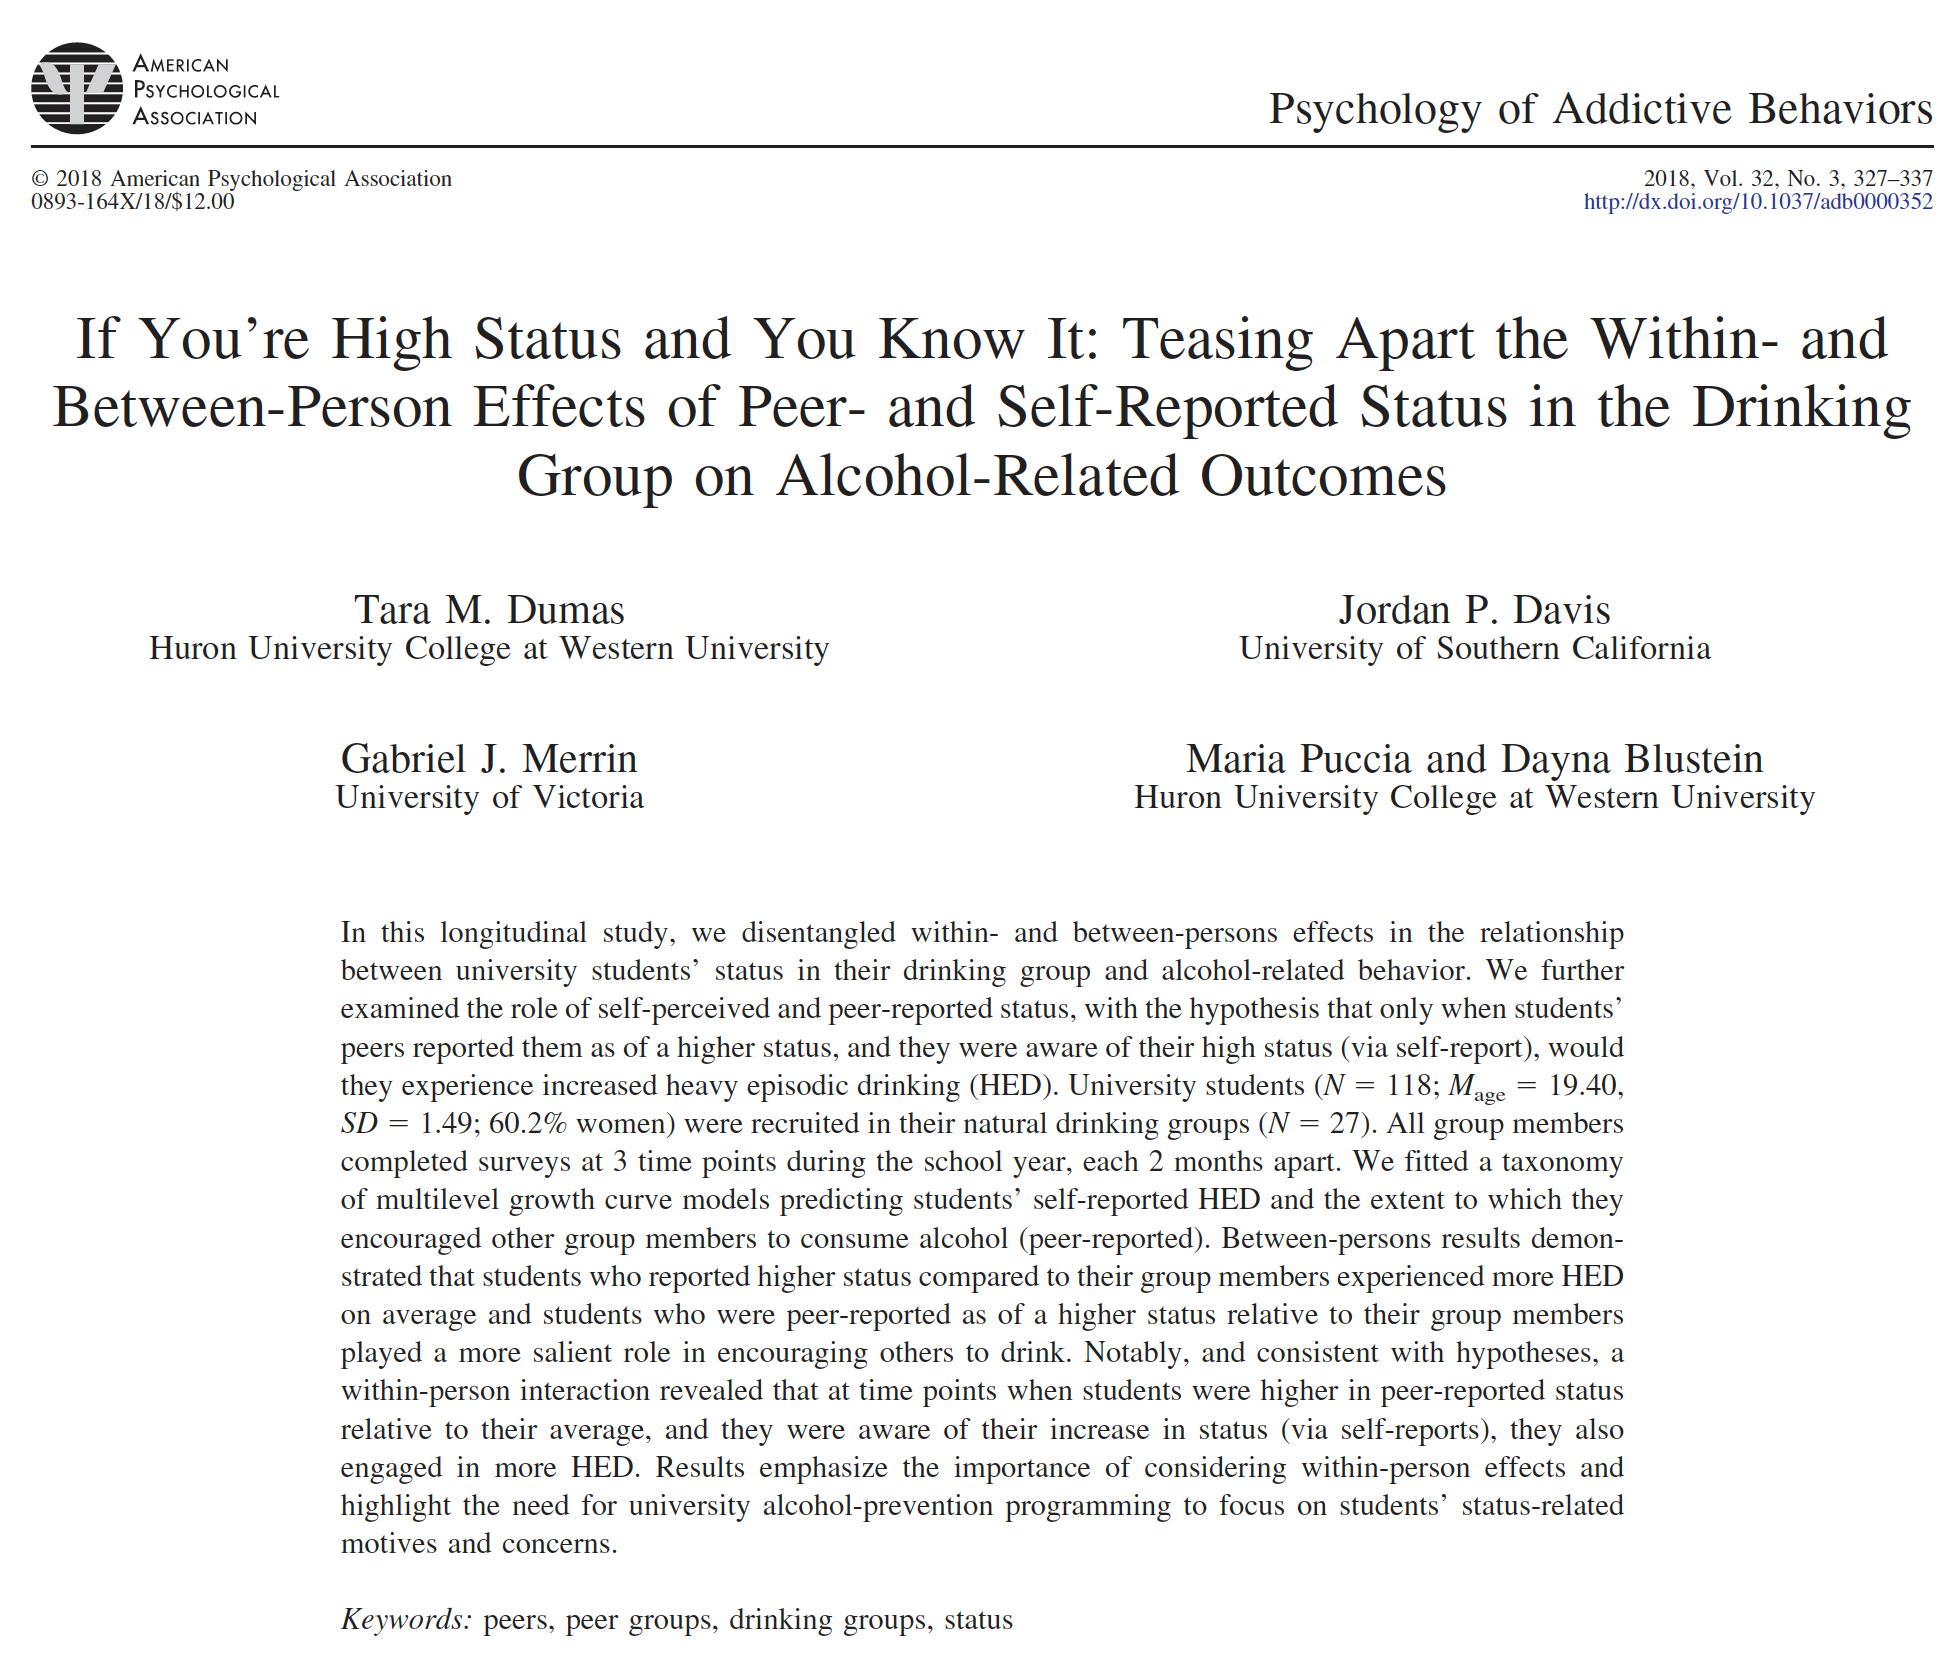 AMERICAN
PSYCHOLOGICAL
ASSOCIATION
Psychology of Addictive Behaviors
© 2018 American Psychological Association
0893-164X/18/$12.00
2018, Vol. 32, No. 3, 327–337
http://dx.doi.org/10.1037/adb0000352
If You’re High Status and You Know It: Teasing Apart the Within- and
Between-Person Effects of Peer- and Self-Reported Status in the Drinking
Group on Alcohol-Related Outcomes
Tara M. Dumas
Huron University College at Western University
Jordan P. Davis
University of Southern California
Gabriel J. Merrin
University of Victoria
Maria Puccia and Dayna Blustein
Huron University College at Western University
In this longitudinal study, we disentangled within- and between-persons effects in the relationship
between university students’ status in their drinking group and alcohol-related behavior. We further
examined the role of self-perceived and peer-reported status, with the hypothesis that only when students’
peers reported them as of a higher status, and they were aware of their high status (via self-report), would
they experience increased heavy episodic drinking (HED). University students (N = 118; Mage = 19.40,
SD = 1.49; 60.2% women) were recruited in their natural drinking groups (N = 27). All group members
completed surveys at 3 time points during the school year, each 2 months apart. We fitted a taxonomy
of multilevel growth curve models predicting students’ self-reported HED and the extent to which they
encouraged other group members to consume alcohol (peer-reported). Between-persons results demon-
strated that students who reported higher status compared to their group members experienced more HED
on average and students who were peer-reported as of a higher status relative to their group members
played a more salient role in encouraging others to drink. Notably, and consistent with hypotheses, a
within-person interaction revealed that at time points when students were higher in peer-reported status
relative to their average, and they were aware of their increase in status (via self-reports), they also
engaged in more HED. Results emphasize the importance of considering within-person effects and
highlight the need for university alcohol-prevention programming to focus on students’ status-related
motives and concerns.
Keywords: peers, peer groups, drinking groups, status